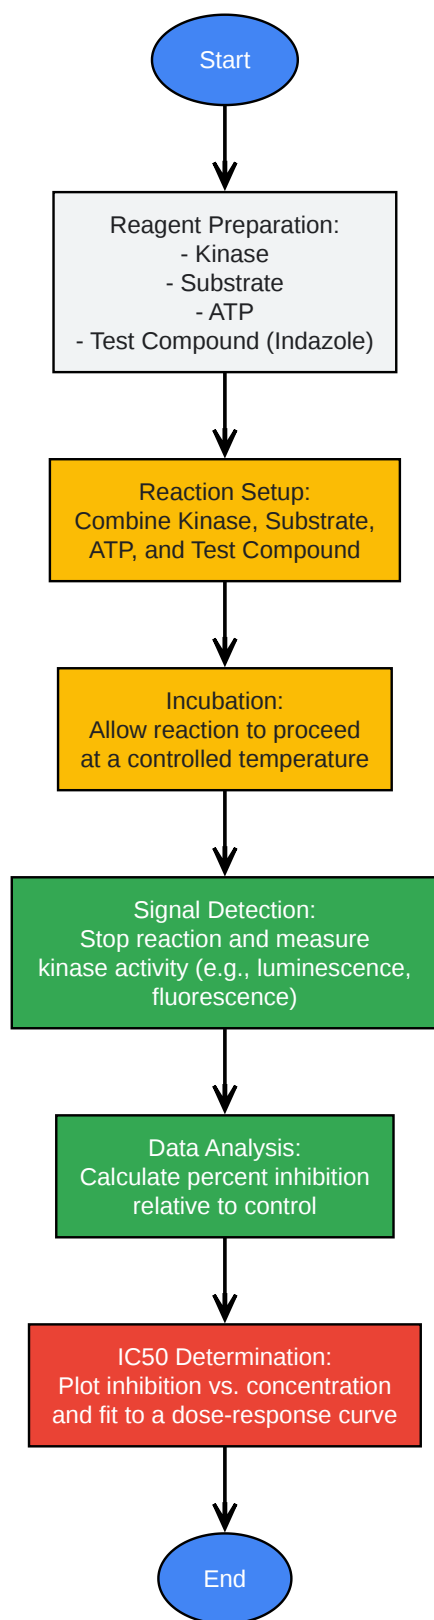 Start
Reagent Preparation:
- Kinase
- Substrate
- ATP
- Test Compound (Indazole)
Reaction Setup:
Combine Kinase, Substrate,
ATP, and Test Compound
Incubation:
Allow reaction to proceed
at a controlled temperature
Signal Detection:
Stop reaction and measure
kinase activity (e.g., luminescence,
fluorescence)
Data Analysis:
Calculate percent inhibition
relative to control
IC50 Determination:
Plot inhibition vs. concentration
and fit to a dose-response curve
End